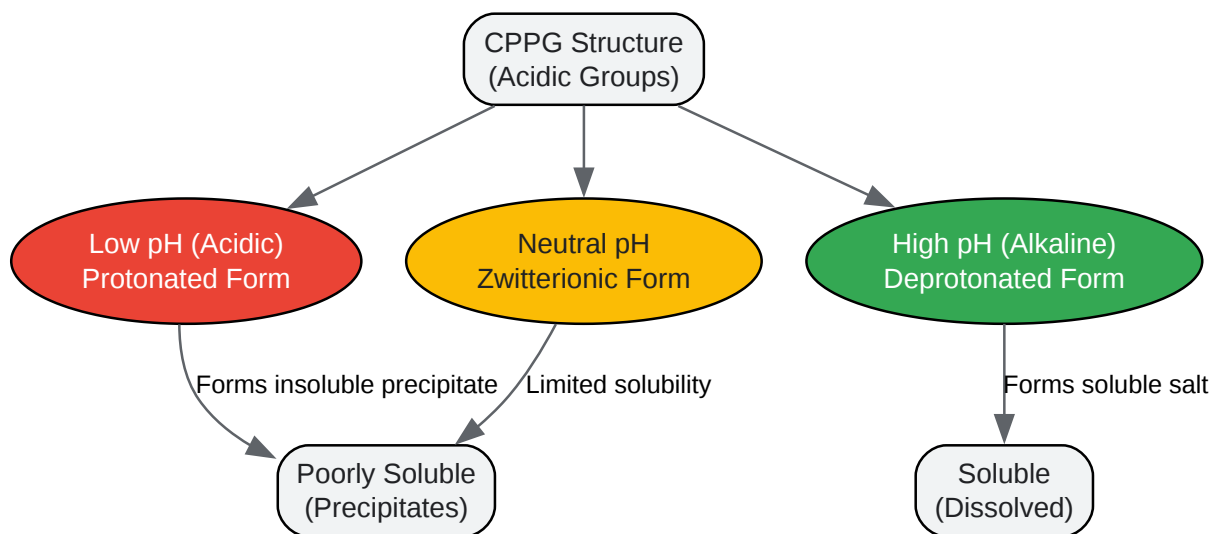 CPPG Structure
(Acidic Groups)
Low pH (Acidic)
Protonated Form
Neutral pH
Zwitterionic Form
High pH (Alkaline)
Deprotonated Form
Forms insoluble precipitate
Limited solubility
Forms soluble salt
Poorly Soluble
(Precipitates)
Soluble
(Dissolved)